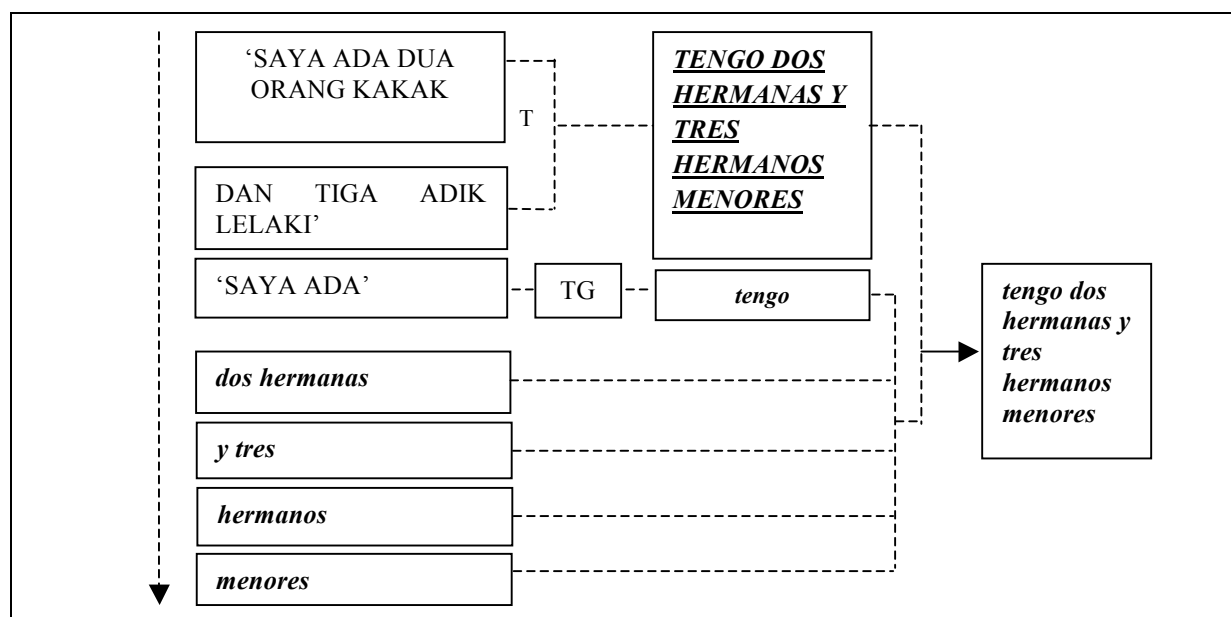 ‘SAYA ADA DUA
ORANG KAKAK
T
DAN TIGA ADIK
LELAKI’
TENGO DOS
HERMANAS Y
TRES
HERMANOS
MENORES
‘SAYA ADA’
TG
tengo
dos hermanas
y tres
hermanos
menores
tengo dos
hermanas y
tres
hermanos
menores